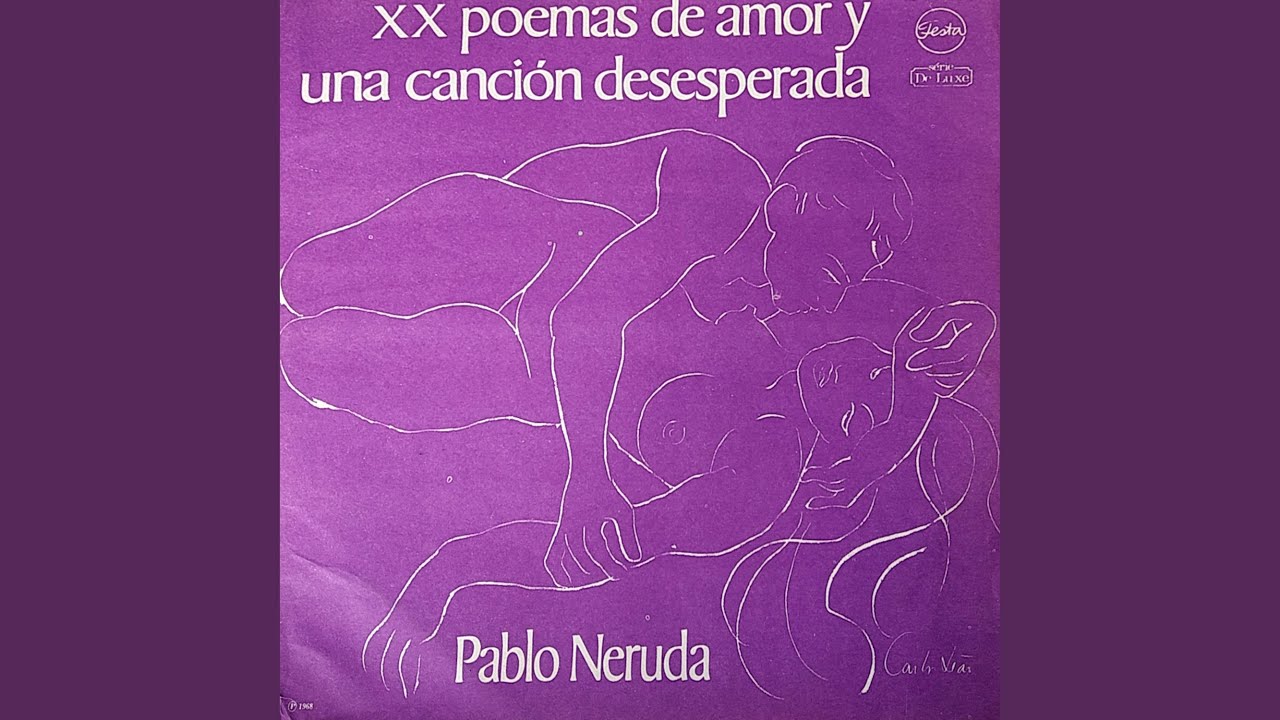 xx poemas de amor y
una canción desesperada
festa
série
De Luxe
Pablo Neruda
℗ 1968